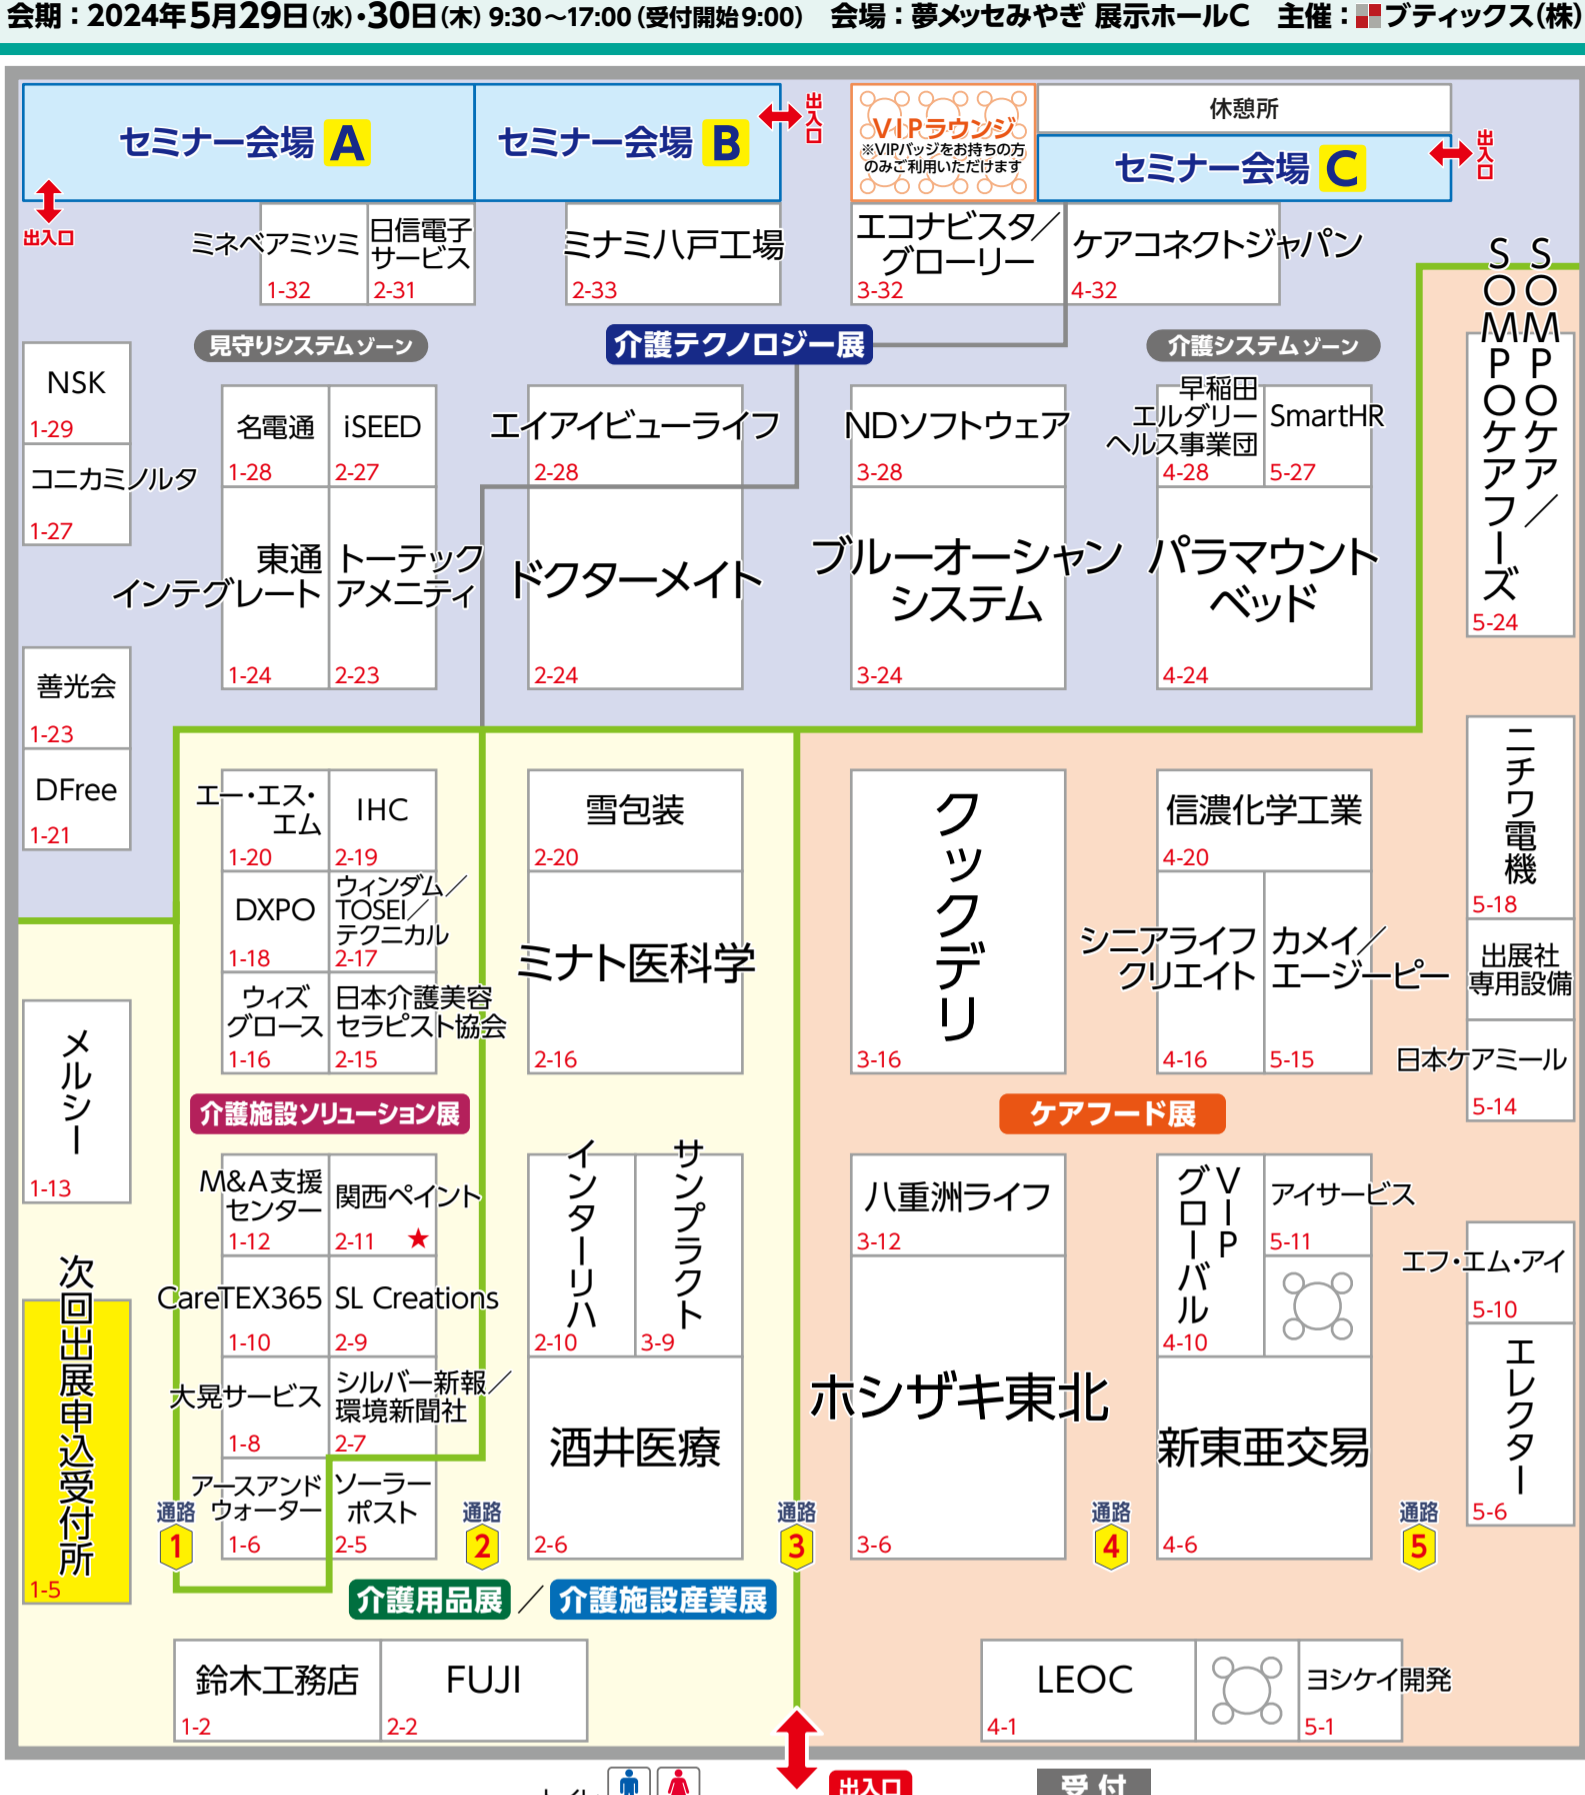 会期：2024年5月29日(水)・30日(木) 9:30～17:00 (受付開始9:00)　会場：夢メッセみやぎ 展示ホールC　主催：ブティックス(株)
セミナー会場 A
セミナー会場 B
出入口
VIPラウンジ
※VIPバッジをお持ちの方
のみご利用いただけます
休憩所
セミナー会場 C
出入口
出入口
ミネベアミツミ
1-32
日信電子
サービス
2-31
ミナミ八戸工場
2-33
エコナビスタ／
グローリー
3-32
ケアコネクトジャパン
4-32
SOMPOケア／
SOMPOケアフーズ
5-24
見守りシステムゾーン
介護テクノロジー展
介護システムゾーン
NSK
1-29
コニカミノルタ
1-27
名電通
1-28
iSEED
2-27
エイアイビューライフ
2-28
NDソフトウェア
3-28
早稲田
エルダリー
ヘルス事業団
4-28
SmartHR
5-27
東通
インテグレート
1-24
トーテック
アメニティ
2-23
ドクターメイト
2-24
ブルーオーシャン
システム
3-24
パラマウント
ベッド
4-24
善光会
1-23
DFree
1-21
エー・エス・
エム
1-20
IHC
2-19
雪包装
2-20
クックデリ
3-16
信濃化学工業
4-20
ニチワ電機
5-18
DXPO
1-18
ウィンダム／
TOSEI／
テクニカル
2-17
ミナト医科学
2-16
シニアライフ
クリエイト
4-16
カメイ／
エージーピー
5-15
出展社
専用設備
ウィズ
グロース
1-16
日本介護美容
セラピスト協会
2-15
日本ケアミール
5-14
メルシー
1-13
介護施設ソリューション展
ケアフード展
M&A支援
センター
1-12
関西ペイント
2-11 ★
インターリハ
2-10
サンプラクト
3-9
八重洲ライフ
3-12
VIP
グローバル
4-10
アイサービス
5-11
エフ・エム・アイ
5-10
次回出展申込受付所
1-5
CareTEX365
1-10
SL Creations
2-9
大晃サービス
1-8
シルバー新報／
環境新聞社
2-7
酒井医療
2-6
ホシザキ東北
3-6
新東亜交易
4-6
エレクター
5-6
アースアンド
ウォーター
1-6
ソーラー
ポスト
2-5
通路
1
通路
2
通路
3
通路
4
通路
5
介護用品展／介護施設産業展
鈴木工務店
1-2
FUJI
2-2
LEOC
4-1
ヨシケイ開発
5-1
トイレ
出入口
受付